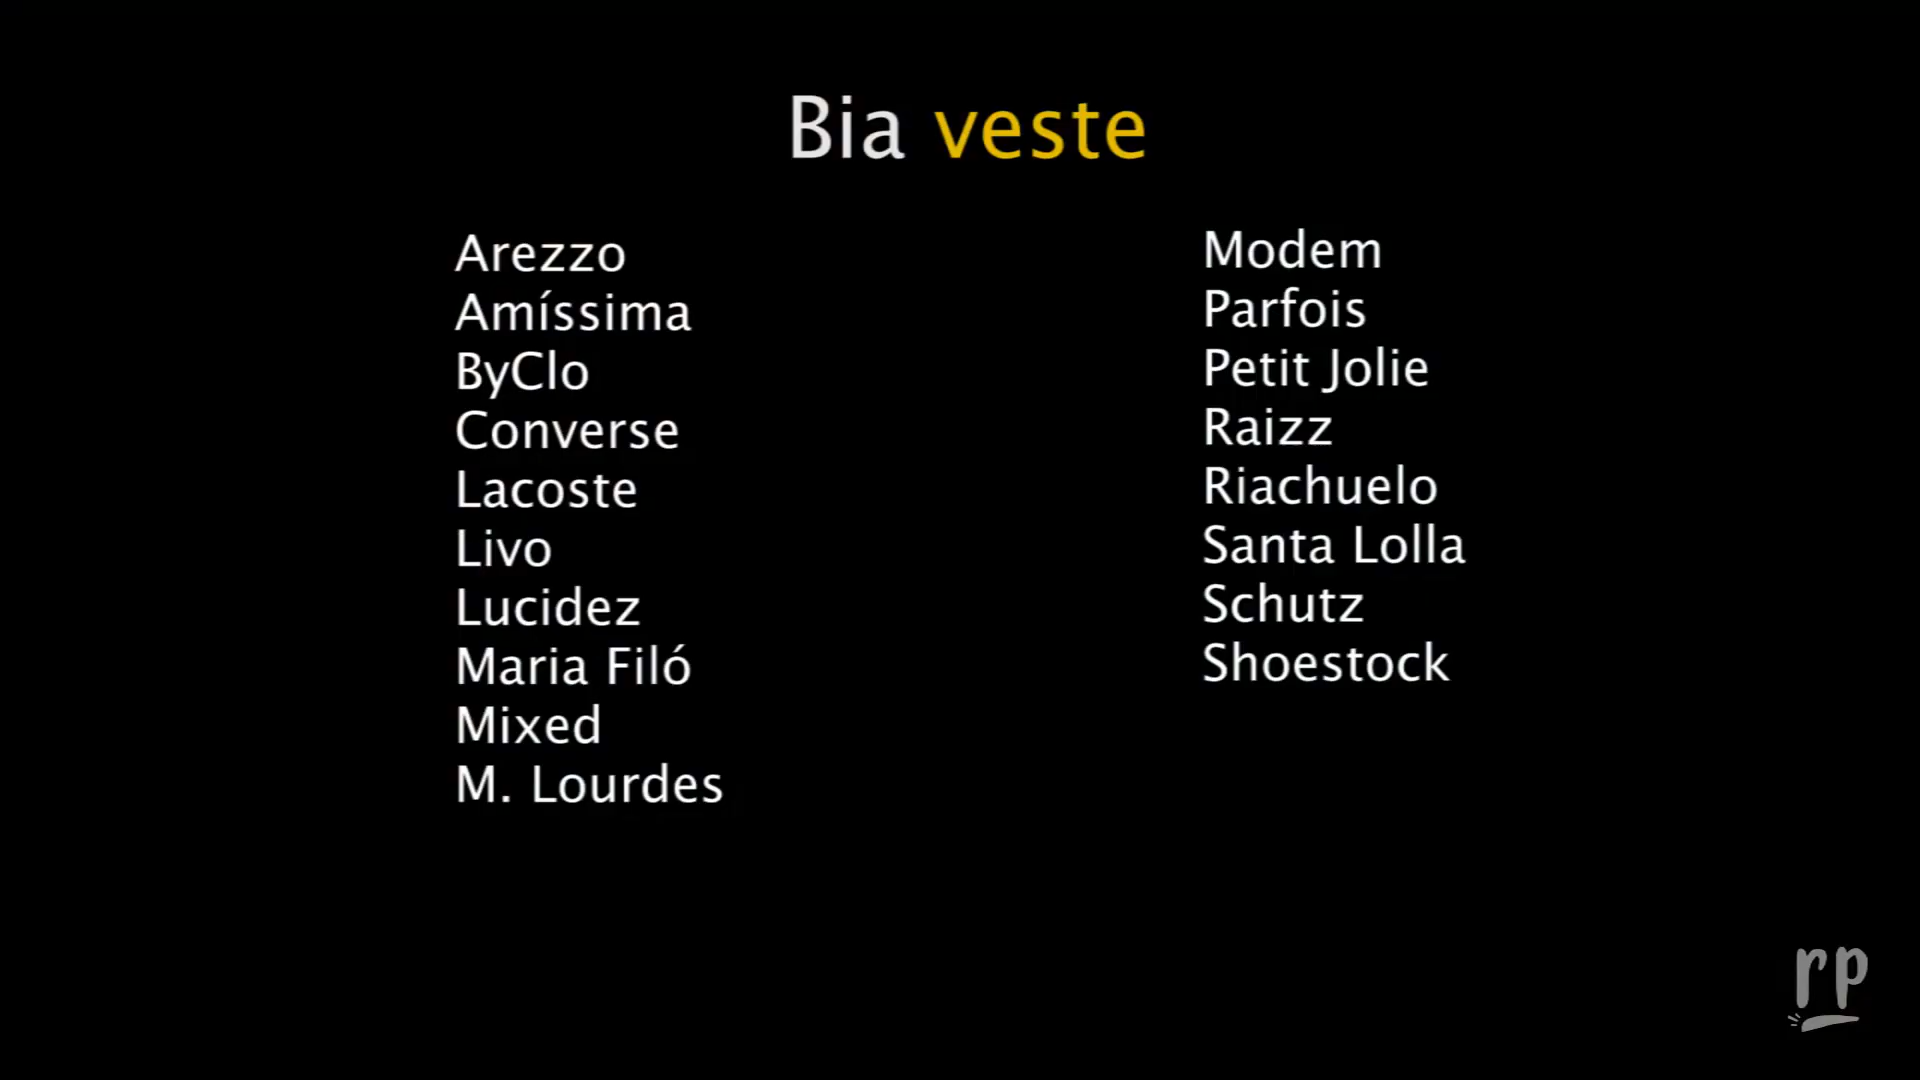 Bia veste
Arezzo
Amíssima
ByClo
Converse
Lacoste
Livo
Lucidez
Maria Filó
Mixed
M. Lourdes
Modem
Parfois
Petit Jolie
Raizz
Riachuelo
Santa Lolla
Schutz
Shoestock
rp